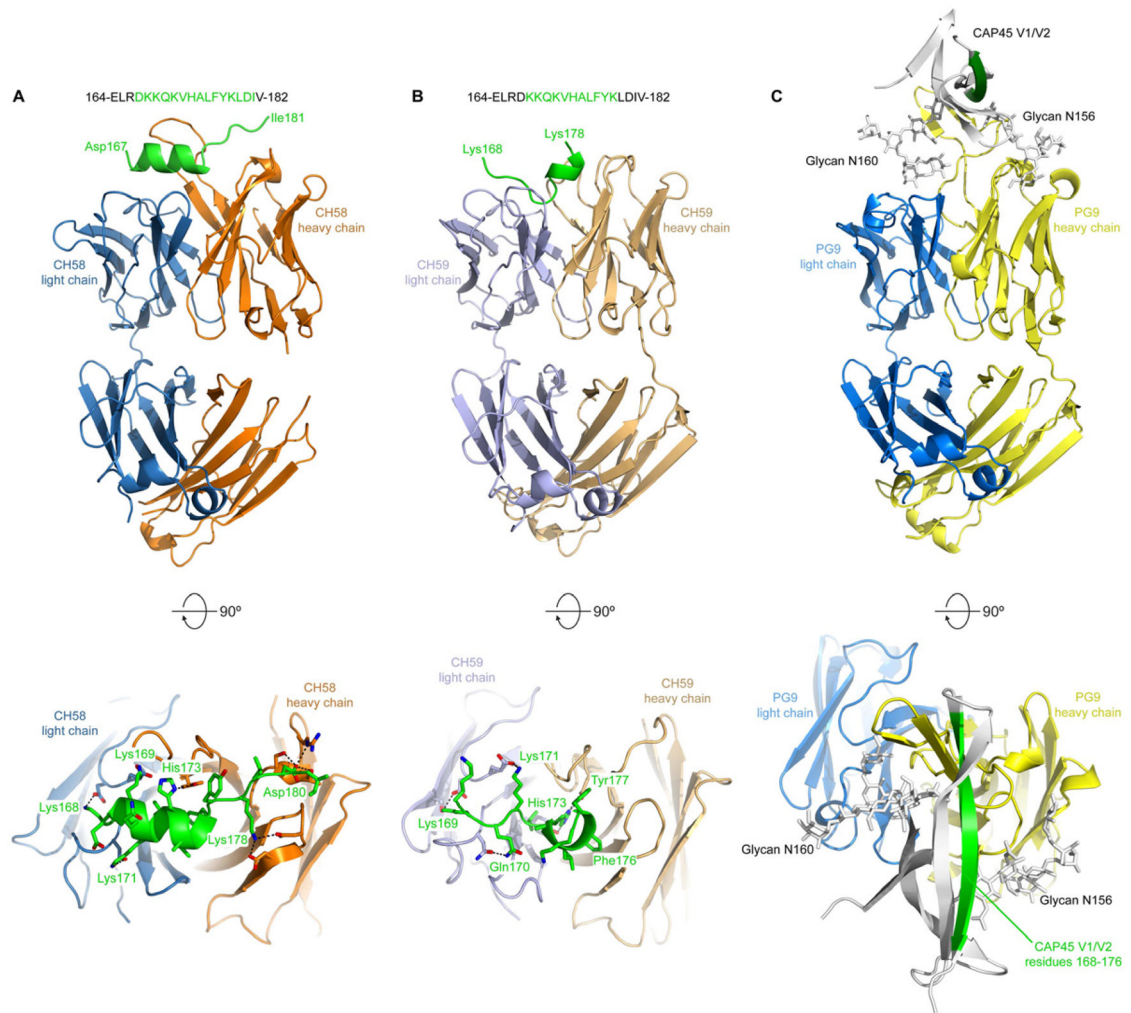 A
164-ELRDKKQKVHALFYKLDIV-182
Ile181
Asp167
CH58
heavy chain
CH58
light chain
B
164-ELRDKKQKVHALFYKLDIV-182
Lys178
Lys168
CH59
heavy chain
CH59
light chain
C
CAP45 V1/V2
Glycan N156
Glycan N160
PG9
heavy chain
PG9
light chain
90º
90º
90º
CH58
light chain
CH58
heavy chain
Lys169
His173
Lys168
Asp180
Lys178
Lys171
CH59
light chain
CH59
heavy chain
Lys171
Tyr177
His173
Lys169
Phe176
Gln170
PG9
light chain
PG9
heavy chain
Glycan N160
Glycan N156
CAP45 V1/V2
residues 168-176